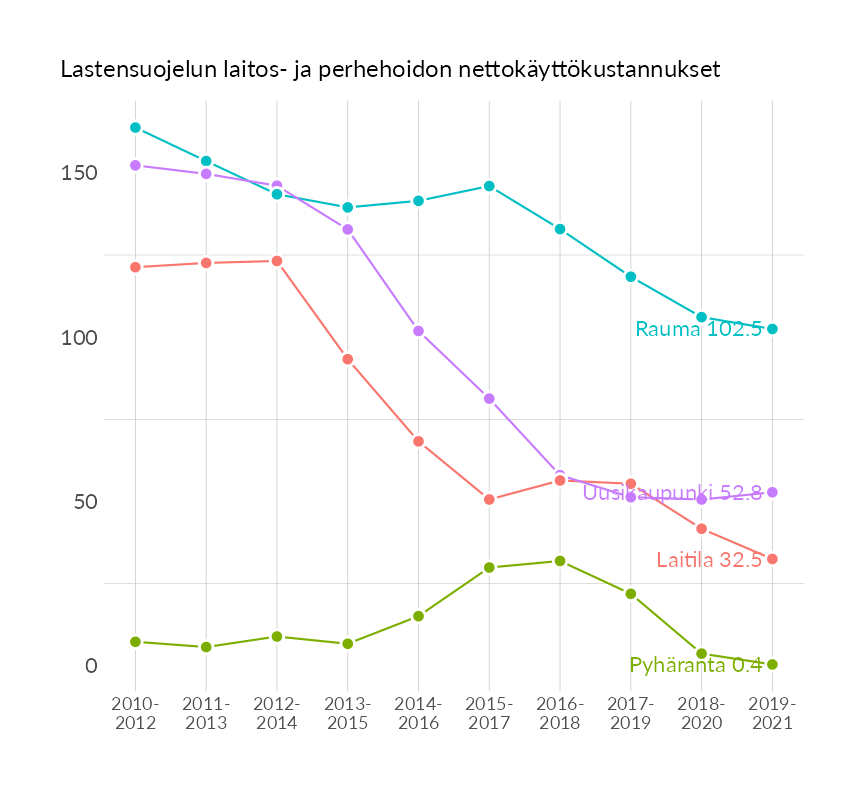 Lastensuojelun laitos- ja perhehoidon nettokäyttökustannukset
150
100
50
0
Rauma 102.5
Uusikaupunki 52.8
Laitila 32.5
Pyhäranta 0.4
2010- 2011- 2012- 2013- 2014- 2015- 2016- 2017- 2018- 2019-
2012 2013 2014 2015 2016 2017 2018 2019 2020 2021